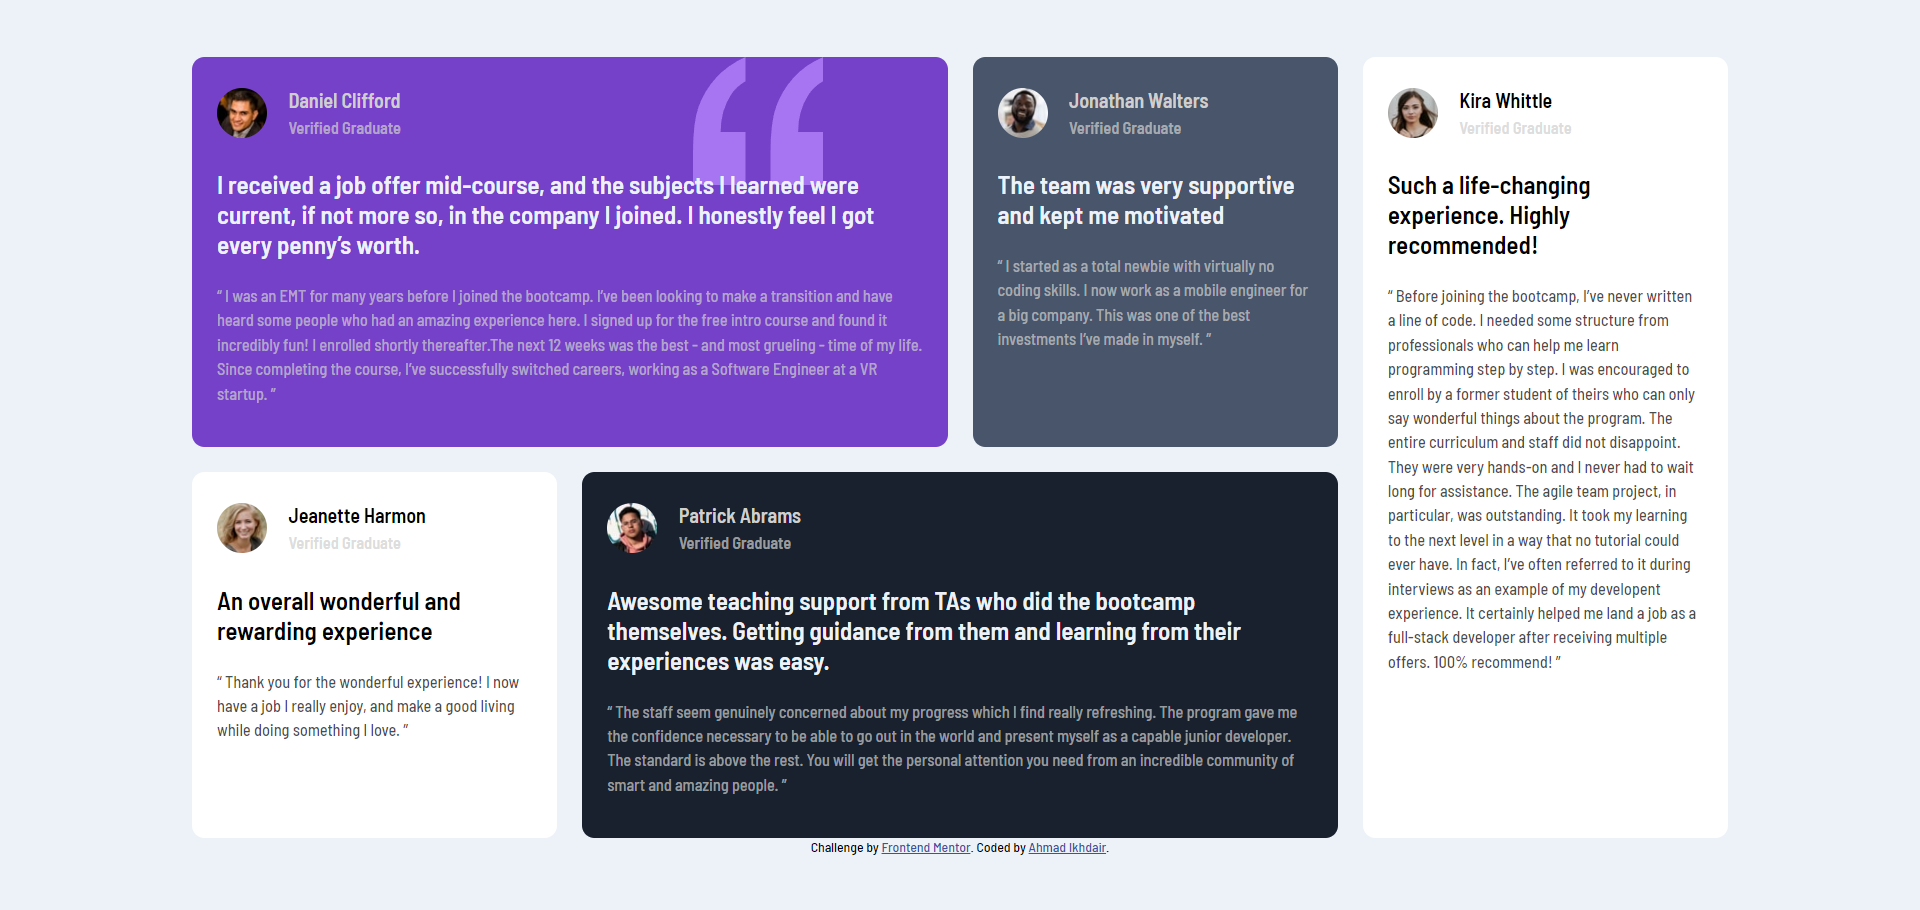 Daniel Clifford
Verified Graduate
I received a job offer mid-course, and the subjects I learned were
current, if not more so, in the company I joined. I honestly feel I got
every penny’s worth.
“ I was an EMT for many years before I joined the bootcamp. I’ve been looking to make a transition and have
heard some people who had an amazing experience here. I signed up for the free intro course and found it
incredibly fun! I enrolled shortly thereafter.The next 12 weeks was the best - and most grueling - time of my life.
Since completing the course, I’ve successfully switched careers, working as a Software Engineer at a VR
startup. ”
Jonathan Walters
Verified Graduate
The team was very supportive
and kept me motivated
“ I started as a total newbie with virtually no
coding skills. I now work as a mobile engineer for
a big company. This was one of the best
investments I’ve made in myself. ”
Kira Whittle
Verified Graduate
Such a life-changing
experience. Highly
recommended!
“ Before joining the bootcamp, I’ve never written
a line of code. I needed some structure from
professionals who can help me learn
programming step by step. I was encouraged to
enroll by a former student of theirs who can only
say wonderful things about the program. The
entire curriculum and staff did not disappoint.
They were very hands-on and I never had to wait
long for assistance. The agile team project, in
particular, was outstanding. It took my learning
to the next level in a way that no tutorial could
ever have. In fact, I’ve often referred to it during
interviews as an example of my developent
experience. It certainly helped me land a job as a
full-stack developer after receiving multiple
offers. 100% recommend! ”
Jeanette Harmon
Verified Graduate
An overall wonderful and
rewarding experience
“ Thank you for the wonderful experience! I now
have a job I really enjoy, and make a good living
while doing something I love. ”
Patrick Abrams
Verified Graduate
Awesome teaching support from TAs who did the bootcamp
themselves. Getting guidance from them and learning from their
experiences was easy.
“ The staff seem genuinely concerned about my progress which I find really refreshing. The program gave me
the confidence necessary to be able to go out in the world and present myself as a capable junior developer.
The standard is above the rest. You will get the personal attention you need from an incredible community of
smart and amazing people. ”
Challenge by Frontend Mentor. Coded by Ahmad Ikhdair.